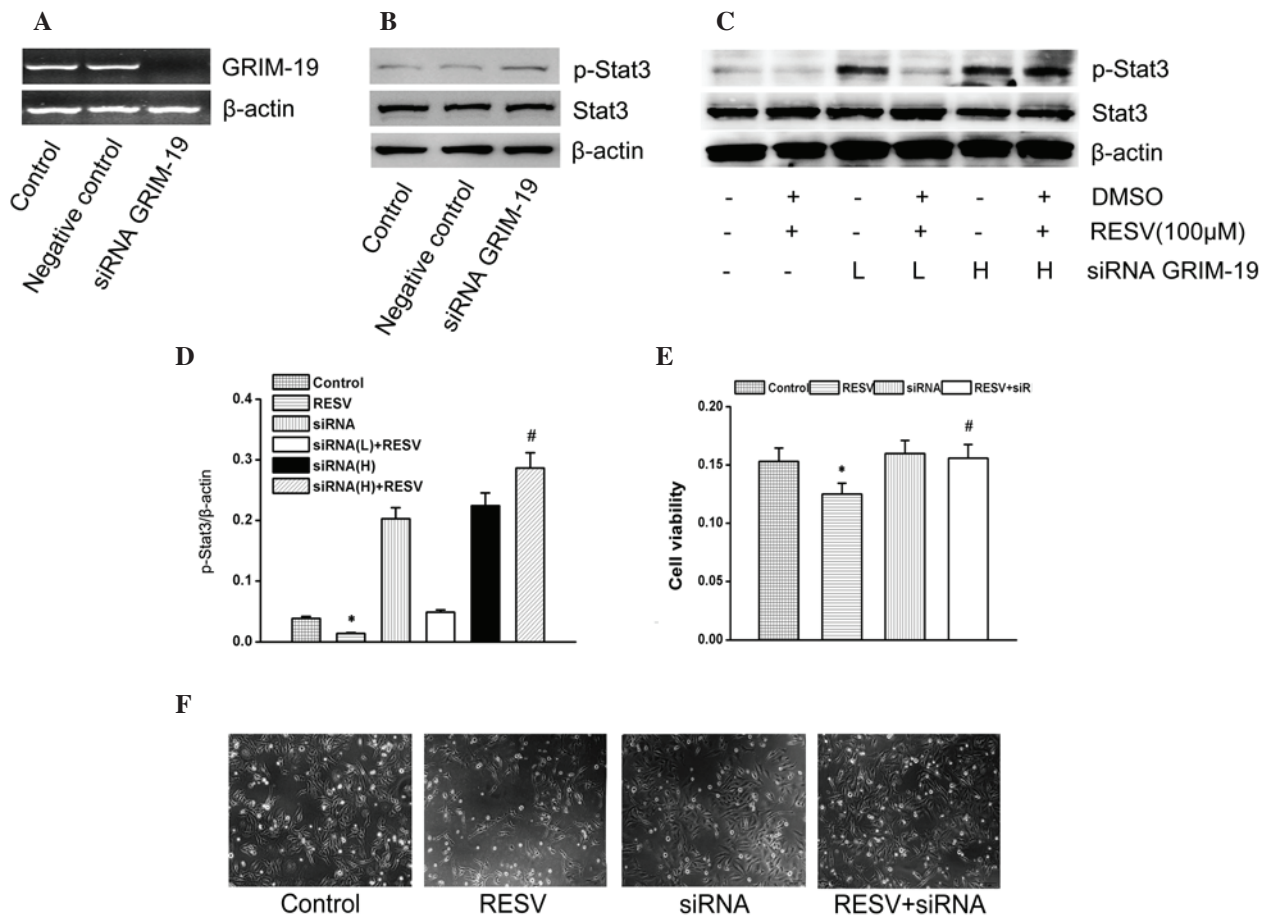 A
GRIM-19
β-actin
Control
Negative control
siRNA GRIM-19
B
p-Stat3
Stat3
β-actin
Control
Negative control
siRNA GRIM-19
C
p-Stat3
Stat3
β-actin
- + - + - + DMSO
- + - + - + RESV(100μM)
- - L L H H siRNA GRIM-19
D
Control
RESV
siRNA
siRNA(L)+RESV
siRNA(H)
siRNA(H)+RESV
p-Stat3/β-actin
0.4
0.3
0.2
0.1
0.0
*
#
E
Control RESV siRNA RESV+siR
Cell viability
0.20
0.15
0.10
0.05
0.00
*
#
F
Control
RESV
siRNA
RESV+siRNA